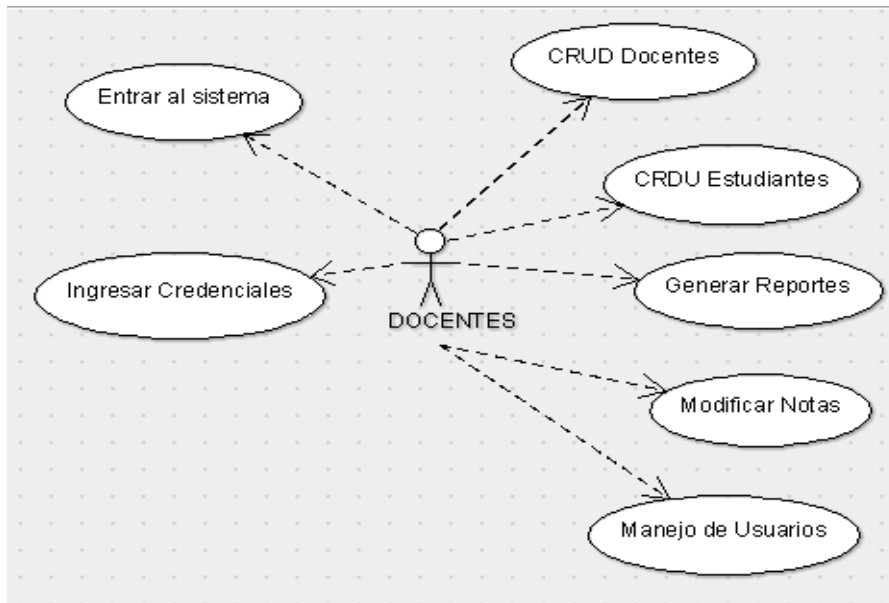 CRUD Docentes
Entrar al sistema
CRDU Estudiantes
Ingresar Credenciales
Generar Reportes
DOCENTES
Modificar Notas
Manejo de Usuarios